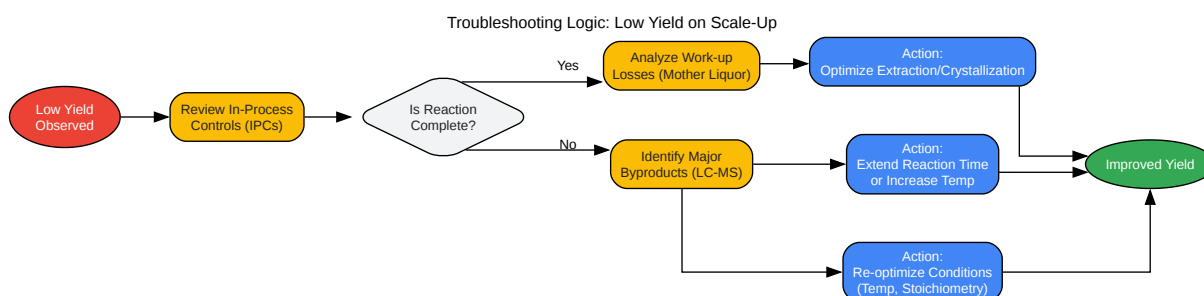 Troubleshooting Logic: Low Yield on Scale-Up
Low Yield
Observed
Review In-Process
Controls (IPCs)
Is Reaction
Complete?
Yes
Analyze Work-up
Losses (Mother Liquor)
Action:
Optimize Extraction/Crystallization
No
Identify Major
Byproducts (LC-MS)
Action:
Extend Reaction Time
or Increase Temp
Action:
Re-optimize Conditions
(Temp, Stoichiometry)
Improved Yield